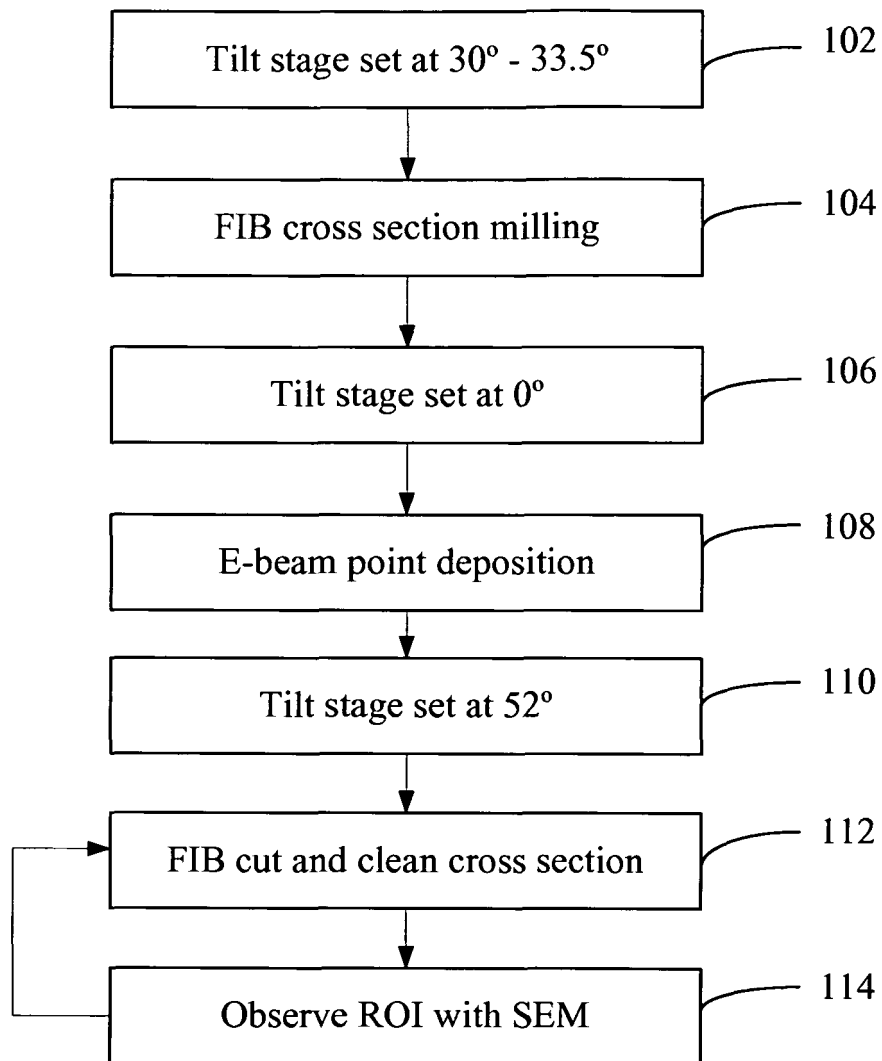 Tilt stage set at 30º - 33.5º
102
FIB cross section milling
104
Tilt stage set at 0º
106
E-beam point deposition
108
Tilt stage set at 52º
110
FIB cut and clean cross section
112
Observe ROI with SEM
114